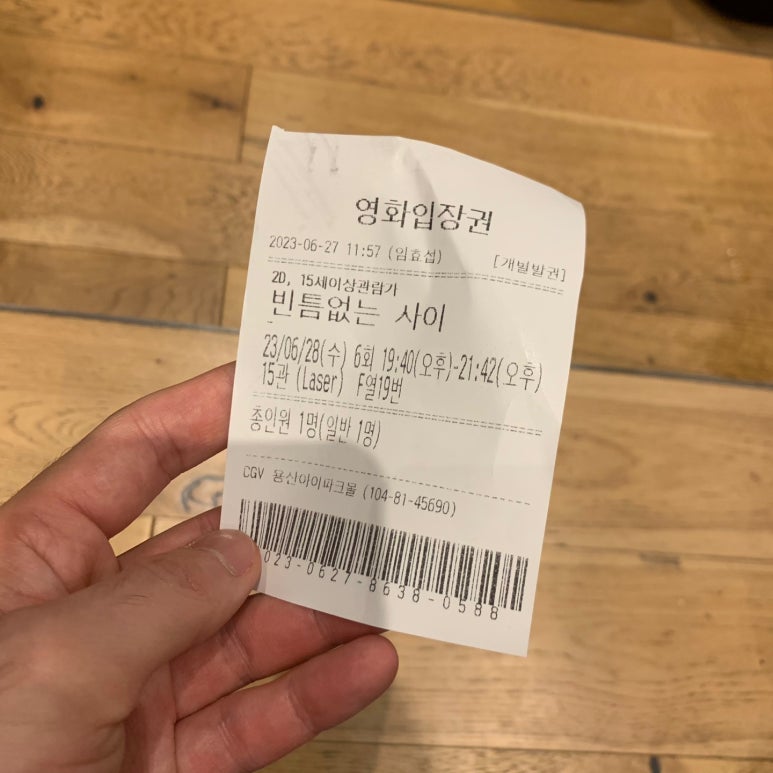 영화입장권
2023-06-27 11:57 (임효섭) [개별발권]
2D, 15세이상관람가
빈틈없는 사이
23/06/28(수) 6회 19:40(오후)-21:42(오후)
15관 (Laser) F열19번
총인원 1명(일반 1명)
CGV 용산아이파크몰 (104-81-45690)
023-0627-8638-0588